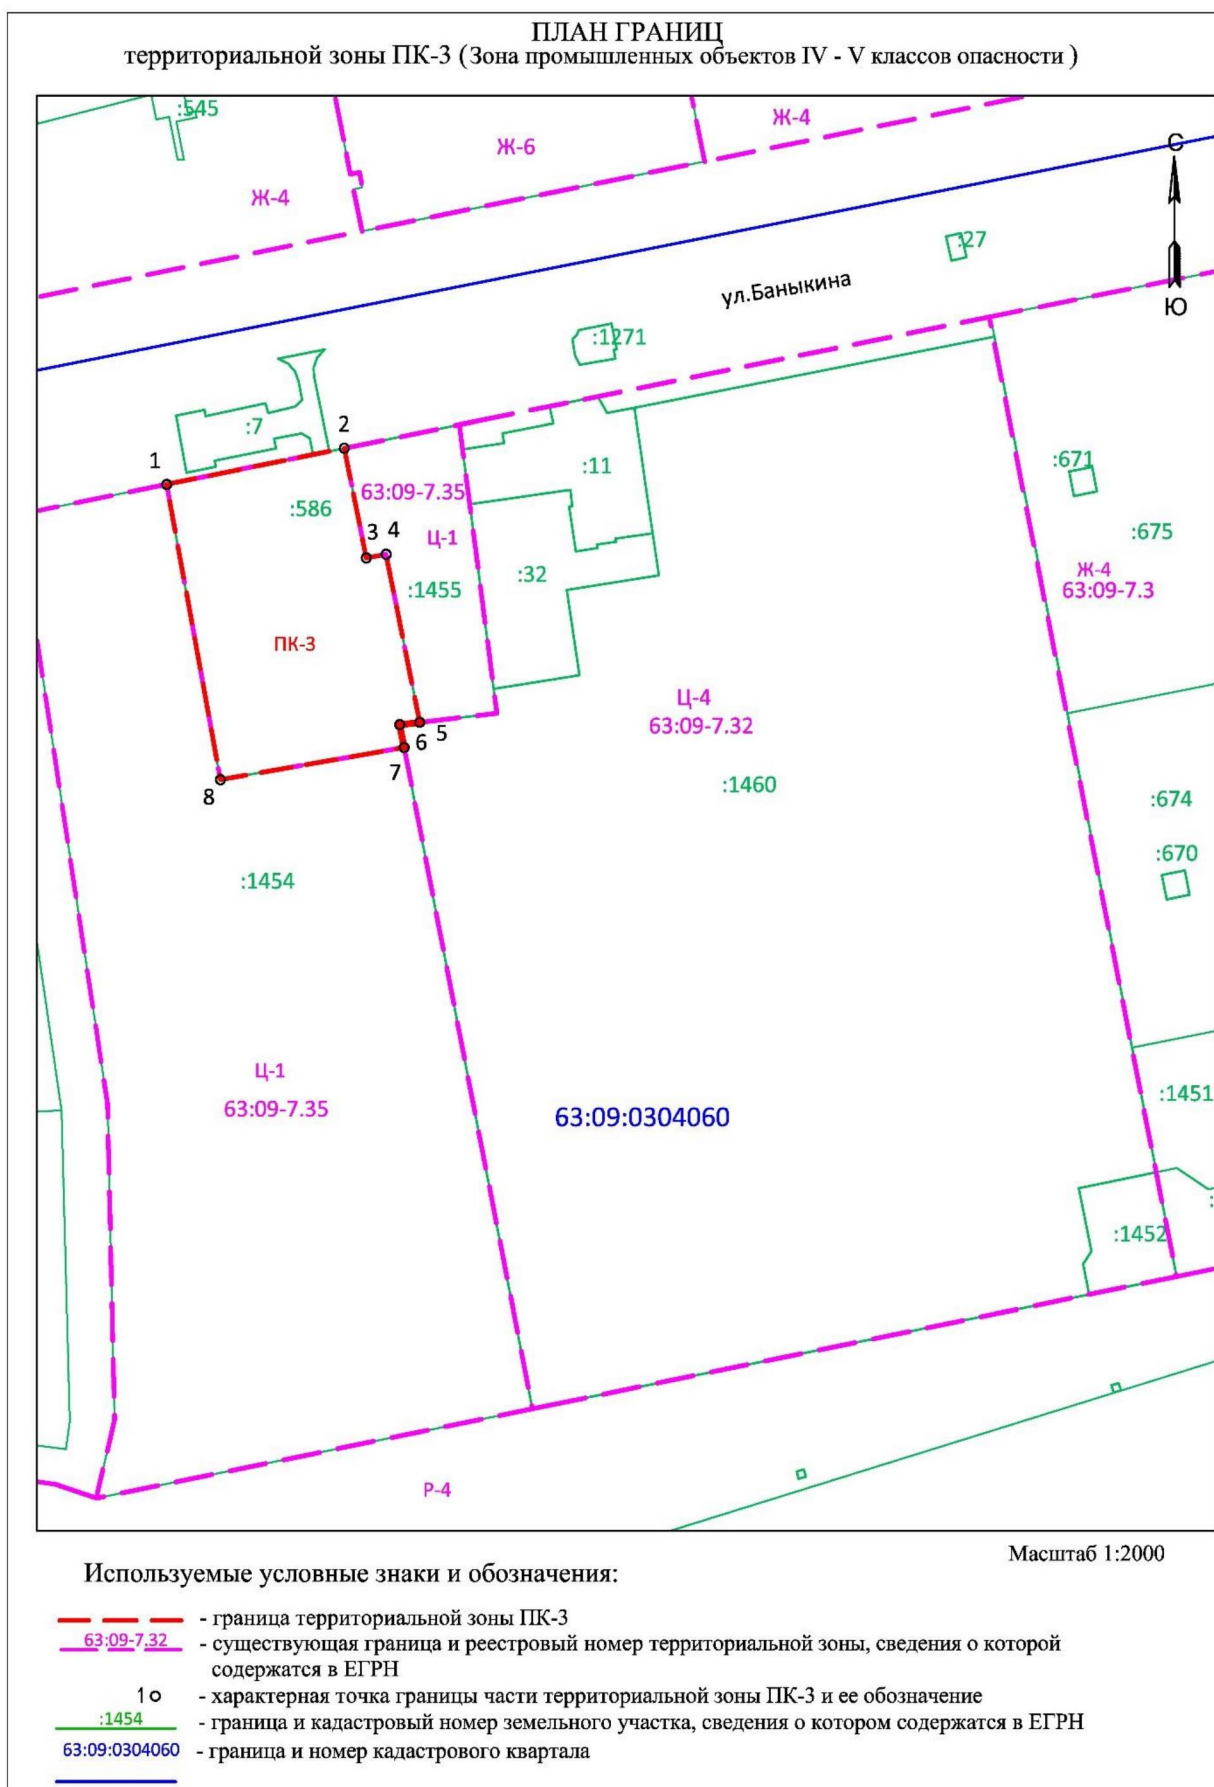 ПЛАН ГРАНИЦ
территориальной зоны ПК-3 (Зона промышленных объектов IV - V классов опасности )
:545
Ж-4
Ж-6
Ж-4
С
Ж-4
:27
ул.Баныкина
Ю
:1271
:7
2
1
:11
:671
63:09-7.35
:586
3 4
Ц-1
:675
:32
Ж-4
:1455
63:09-7.3
ПК-3
Ц-4
63:09-7.32
5
6
7
8
:1460
:674
:670
:1454
Ц-1
63:09-7.35
63:09:0304060
:1451
:1452
:
Р-4
Масштаб 1:2000
Используемые условные знаки и обозначения:
- граница территориальной зоны ПК-3
63:09-7.32 - существующая граница и реестровый номер территориальной зоны, сведения о которой
содержатся в ЕГРН
1 - характерная точка границы части территориальной зоны ПК-3 и ее обозначение
:1454 - граница и кадастровый номер земельного участка, сведения о котором содержатся в ЕГРН
63:09:0304060 - граница и номер кадастрового квартала